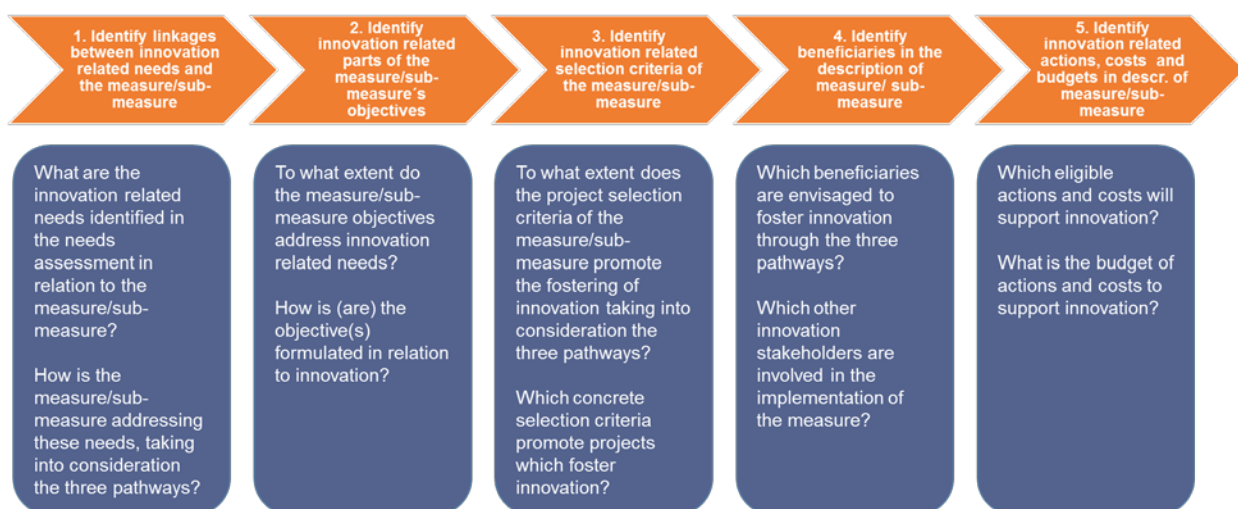 1. Identify linkages
between innovation
related needs and
the measure/sub-
measure
2. Identify
innovation related
parts of the
measure/sub-
measure´s
objectives
3. Identify
innovation related
selection criteria of
the measure/sub-
measure
4. Identify
beneficiaries in the
description of
measure/ sub-
measure
5. Identify
innovation related
actions, costs and
budgets in descr. of
measure/sub-
measure
What are the
innovation related
needs identified in
the needs
assessment in
relation to the
measure/sub-
measure?
How is the
measure/sub-
measure addressing
these needs, taking
into consideration
the three pathways?
To what extent do
the measure/sub-
measure objectives
address innovation
related needs?
How is (are) the
objective(s)
formulated in relation
to innovation?
To what extent does
the project selection
criteria of the
measure/sub-
measure promote
the fostering of
innovation taking into
consideration the
three pathways?
Which concrete
selection criteria
promote projects
which foster
innovation?
Which beneficiaries
are envisaged to
foster innovation
through the three
pathways?
Which other
innovation
stakeholders are
involved in the
implementation of
the measure?
Which eligible
actions and costs will
support innovation?
What is the budget of
actions and costs to
support innovation?